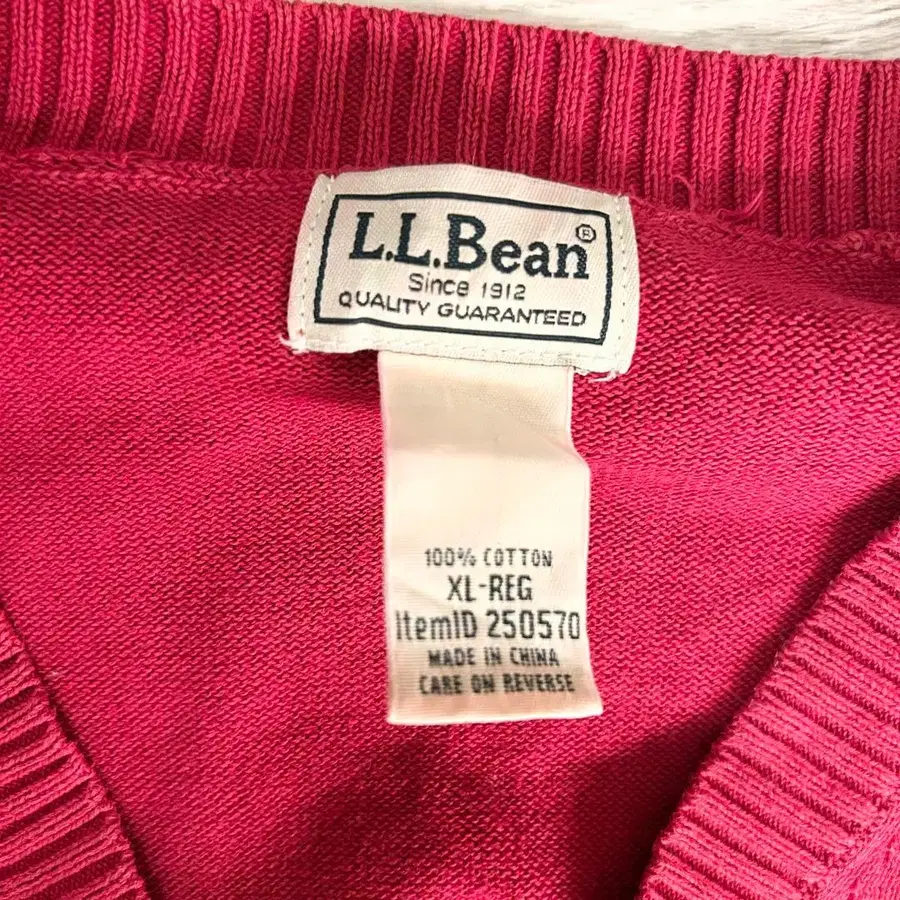 L.L.Bean®
Since 1912
QUALITY GUARANTEED
100% COTTON
XL-REG
ItemID 250570
MADE IN CHINA
CARE ON REVERSE